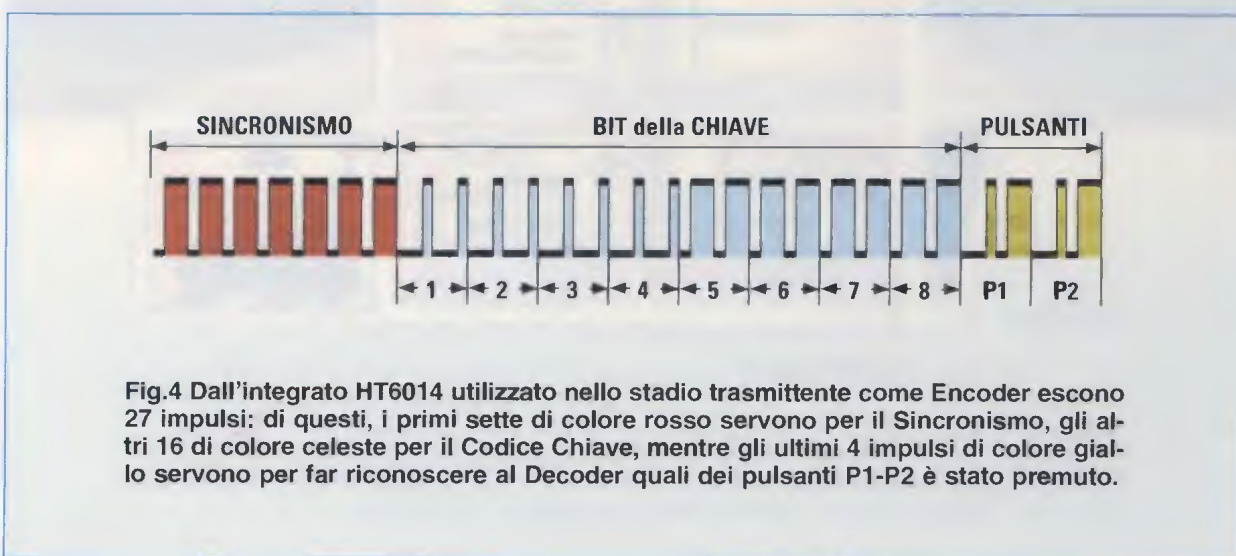 SINCRONISMO BIT della CHIAVE PULSANTI
1 2 3 4 5 6 7 8 P1 P2
Fig.4 Dall'integrato HT6014 utilizzato nello stadio trasmittente come Encoder escono
27 impulsi: di questi, i primi sette di colore rosso servono per il Sincronismo, gli al-
tri 16 di colore celeste per il Codice Chiave, mentre gli ultimi 4 impulsi di colore gial-
lo servono per far riconoscere al Decoder quali dei pulsanti P1-P2 è stato premuto.